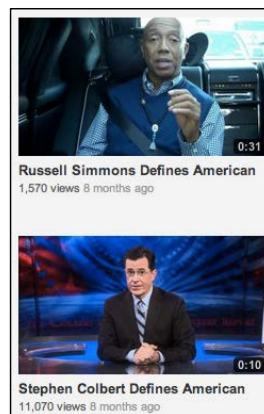 0:31
Russell Simmons Defines American
1,570 views 8 months ago
0:10
Stephen Colbert Defines American
11,070 views 8 months ago